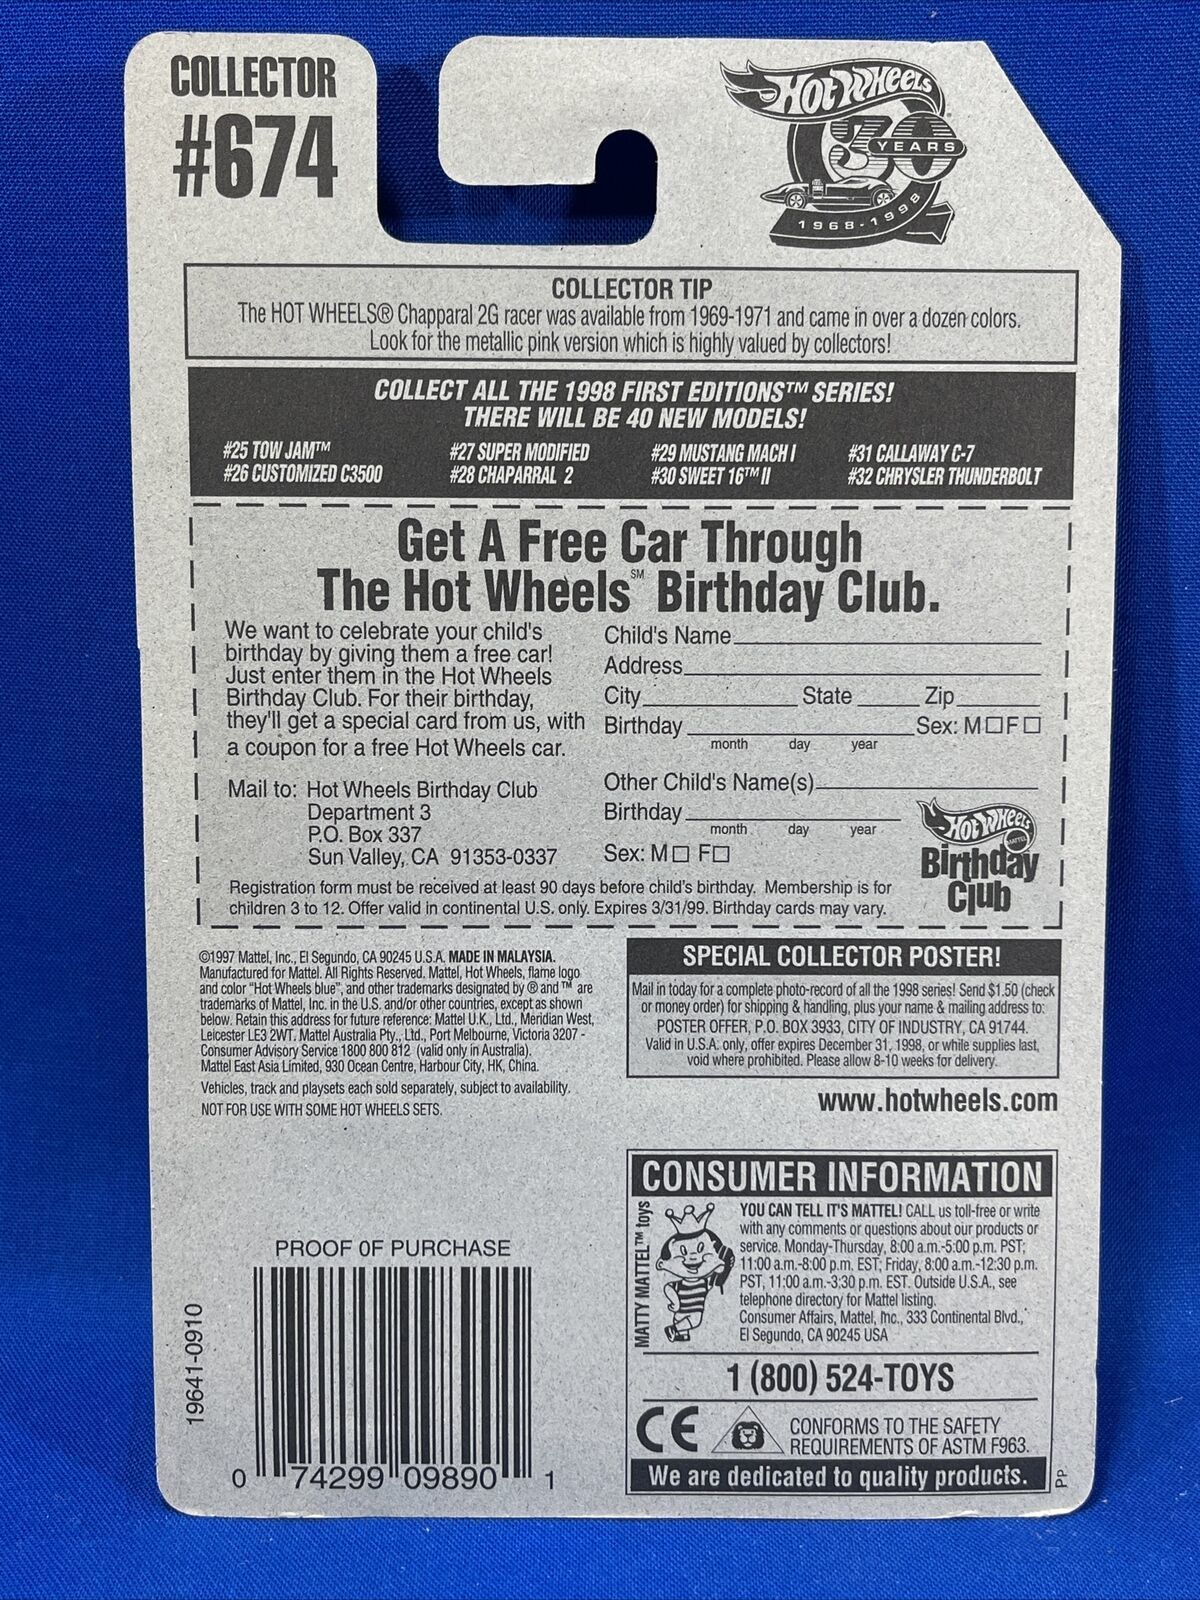 COLLECTOR
#674
HOT WHEELS
30
YEARS
1968-1998
COLLECTOR TIP
The HOT WHEELS® Chapparal 2G racer was available from 1969-1971 and came in over a dozen colors.
Look for the metallic pink version which is highly valued by collectors!
COLLECT ALL THE 1998 FIRST EDITIONS™ SERIES!
THERE WILL BE 40 NEW MODELS!
#25 TOW JAM™ #27 SUPER MODIFIED #29 MUSTANG MACH I #31 CALLAWAY C-7
#26 CUSTOMIZED C3500 #28 CHAPARRAL 2 #30 SWEET 16™ II #32 CHRYSLER THUNDERBOLT
Get A Free Car Through
The Hot Wheels℠ Birthday Club.
We want to celebrate your child's
birthday by giving them a free car!
Just enter them in the Hot Wheels
Birthday Club. For their birthday,
they'll get a special card from us, with
a coupon for a free Hot Wheels car.
Mail to: Hot Wheels Birthday Club
Department 3
P.O. Box 337
Sun Valley, CA 91353-0337
Child's Name
Address
City State Zip
Birthday Sex: M☐F☐
month day year
Other Child's Name(s)
Birthday
month day year
Sex: M☐ F☐
HOT WHEELS
MATTEL
Birthday
Club
Registration form must be received at least 90 days before child's birthday. Membership is for
children 3 to 12. Offer valid in continental U.S. only. Expires 3/31/99. Birthday cards may vary.
©1997 Mattel, Inc., El Segundo, CA 90245 U.S.A. MADE IN MALAYSIA.
Manufactured for Mattel. All Rights Reserved. Mattel, Hot Wheels, flame logo
and color "Hot Wheels blue", and other trademarks designated by ® and ™ are
trademarks of Mattel, Inc. in the U.S. and/or other countries, except as shown
below. Retain this address for future reference: Mattel U.K., Ltd., Meridian West,
Leicester LE3 2WT. Mattel Australia Pty., Ltd., Port Melbourne, Victoria 3207 -
Consumer Advisory Service 1800 800 812 (valid only in Australia).
Mattel East Asia Limited, 930 Ocean Centre, Harbour City, HK, China.
Vehicles, track and playsets each sold separately, subject to availability.
NOT FOR USE WITH SOME HOT WHEELS SETS.
SPECIAL COLLECTOR POSTER!
Mail in today for a complete photo-record of all the 1998 series! Send $1.50 (check
or money order) for shipping & handling, plus your name & mailing address to:
POSTER OFFER, P.O. BOX 3933, CITY OF INDUSTRY, CA 91744.
Valid in U.S.A. only, offer expires December 31, 1998, or while supplies last,
void where prohibited. Please allow 8-10 weeks for delivery.
www.hotwheels.com
CONSUMER INFORMATION
MATTY MATTEL™ toys
YOU CAN TELL IT'S MATTEL! CALL us toll-free or write
with any comments or questions about our products or
service. Monday-Thursday, 8:00 a.m.-5:00 p.m. PST;
11:00 a.m.-8:00 p.m. EST; Friday, 8:00 a.m.-12:30 p.m.
PST, 11:00 a.m.-3:30 p.m. EST. Outside U.S.A., see
telephone directory for Mattel listing.
Consumer Affairs, Mattel, Inc., 333 Continental Blvd.,
El Segundo, CA 90245 USA
1 (800) 524-TOYS
CE
CONFORMS TO THE SAFETY
REQUIREMENTS OF ASTM F963.
We are dedicated to quality products.
PP
PROOF OF PURCHASE
19641-0910
0 74299 09890 1